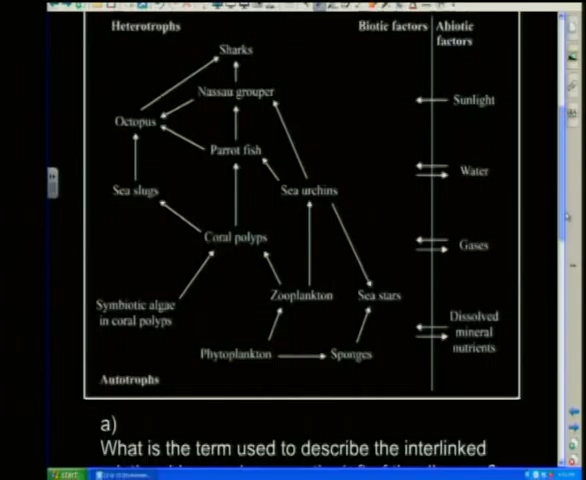 Heterotrophs
Biotic factors
Abiotic
factors
Sharks
Nassau grouper
Sunlight
Octopus
Parrot fish
Water
Sea slugs
Sea urchins
Coral polyps
Gases
Symbiotic algae
in coral polyps
Zooplankton
Sea stars
Dissolved
mineral
nutrients
Phytoplankton
Sponges
Autotrophs
a)
What is the term used to describe the interlinked
start